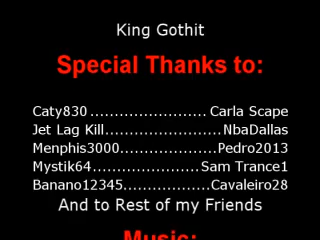 King Gothit
Special Thanks to:
Caty830........................ Carla Scape
Jet Lag Kill........................NbaDallas
Menphis3000....................Pedro2013
Mystik64......................Sam Trance1
Banano12345..................Cavaleiro28
And to Rest of my Friends
Music: